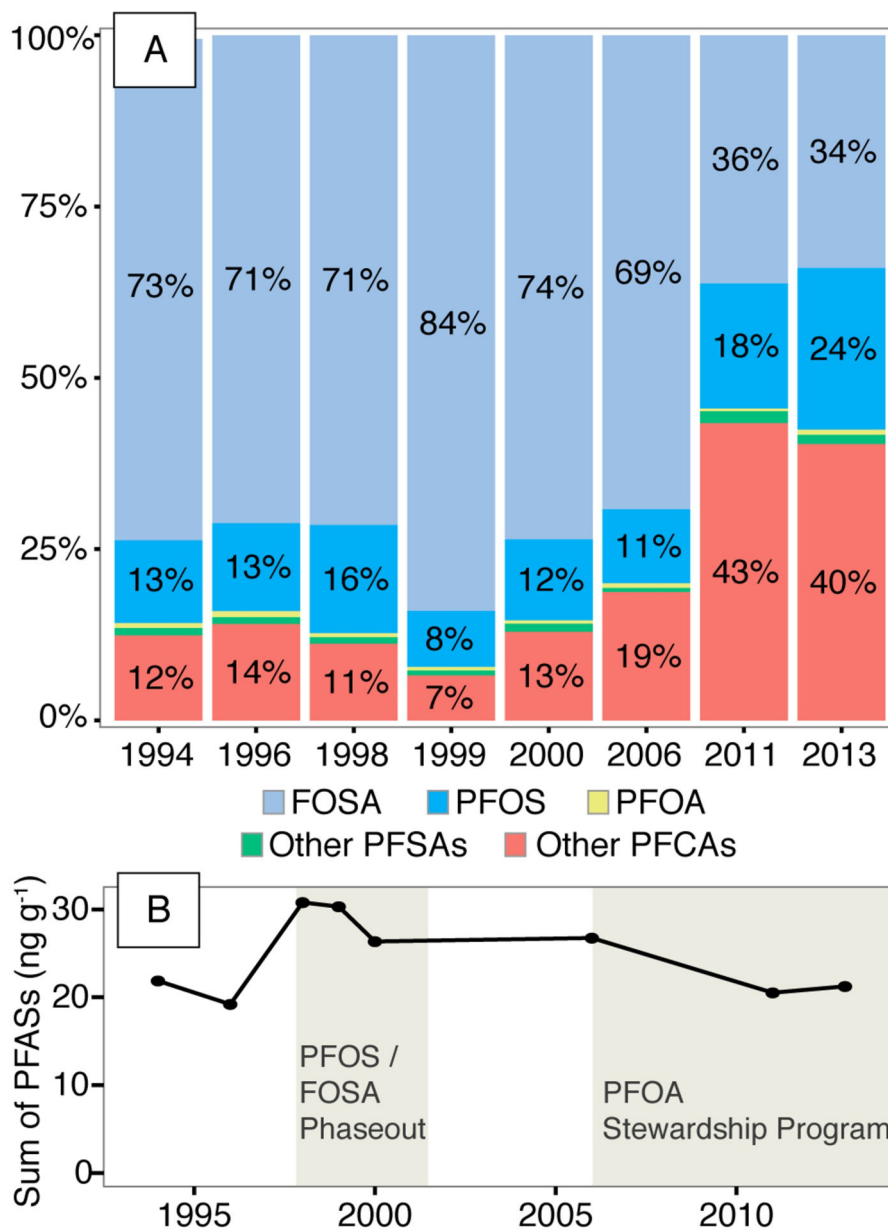 A
100%
75%
50%
25%
0%
73% 71% 71% 84% 74% 69% 36% 34%
13% 13% 16% 8% 12% 11% 18% 24%
12% 14% 11% 7% 13% 19% 43% 40%
1994 1996 1998 1999 2000 2006 2011 2013
FOSA PFOS PFOA
Other PFSAs Other PFCAs
B
Sum of PFASs (ng g⁻¹)
30
20
10
0
PFOS /
FOSA
Phaseout
PFOA
Stewardship Program
1995 2000 2005 2010